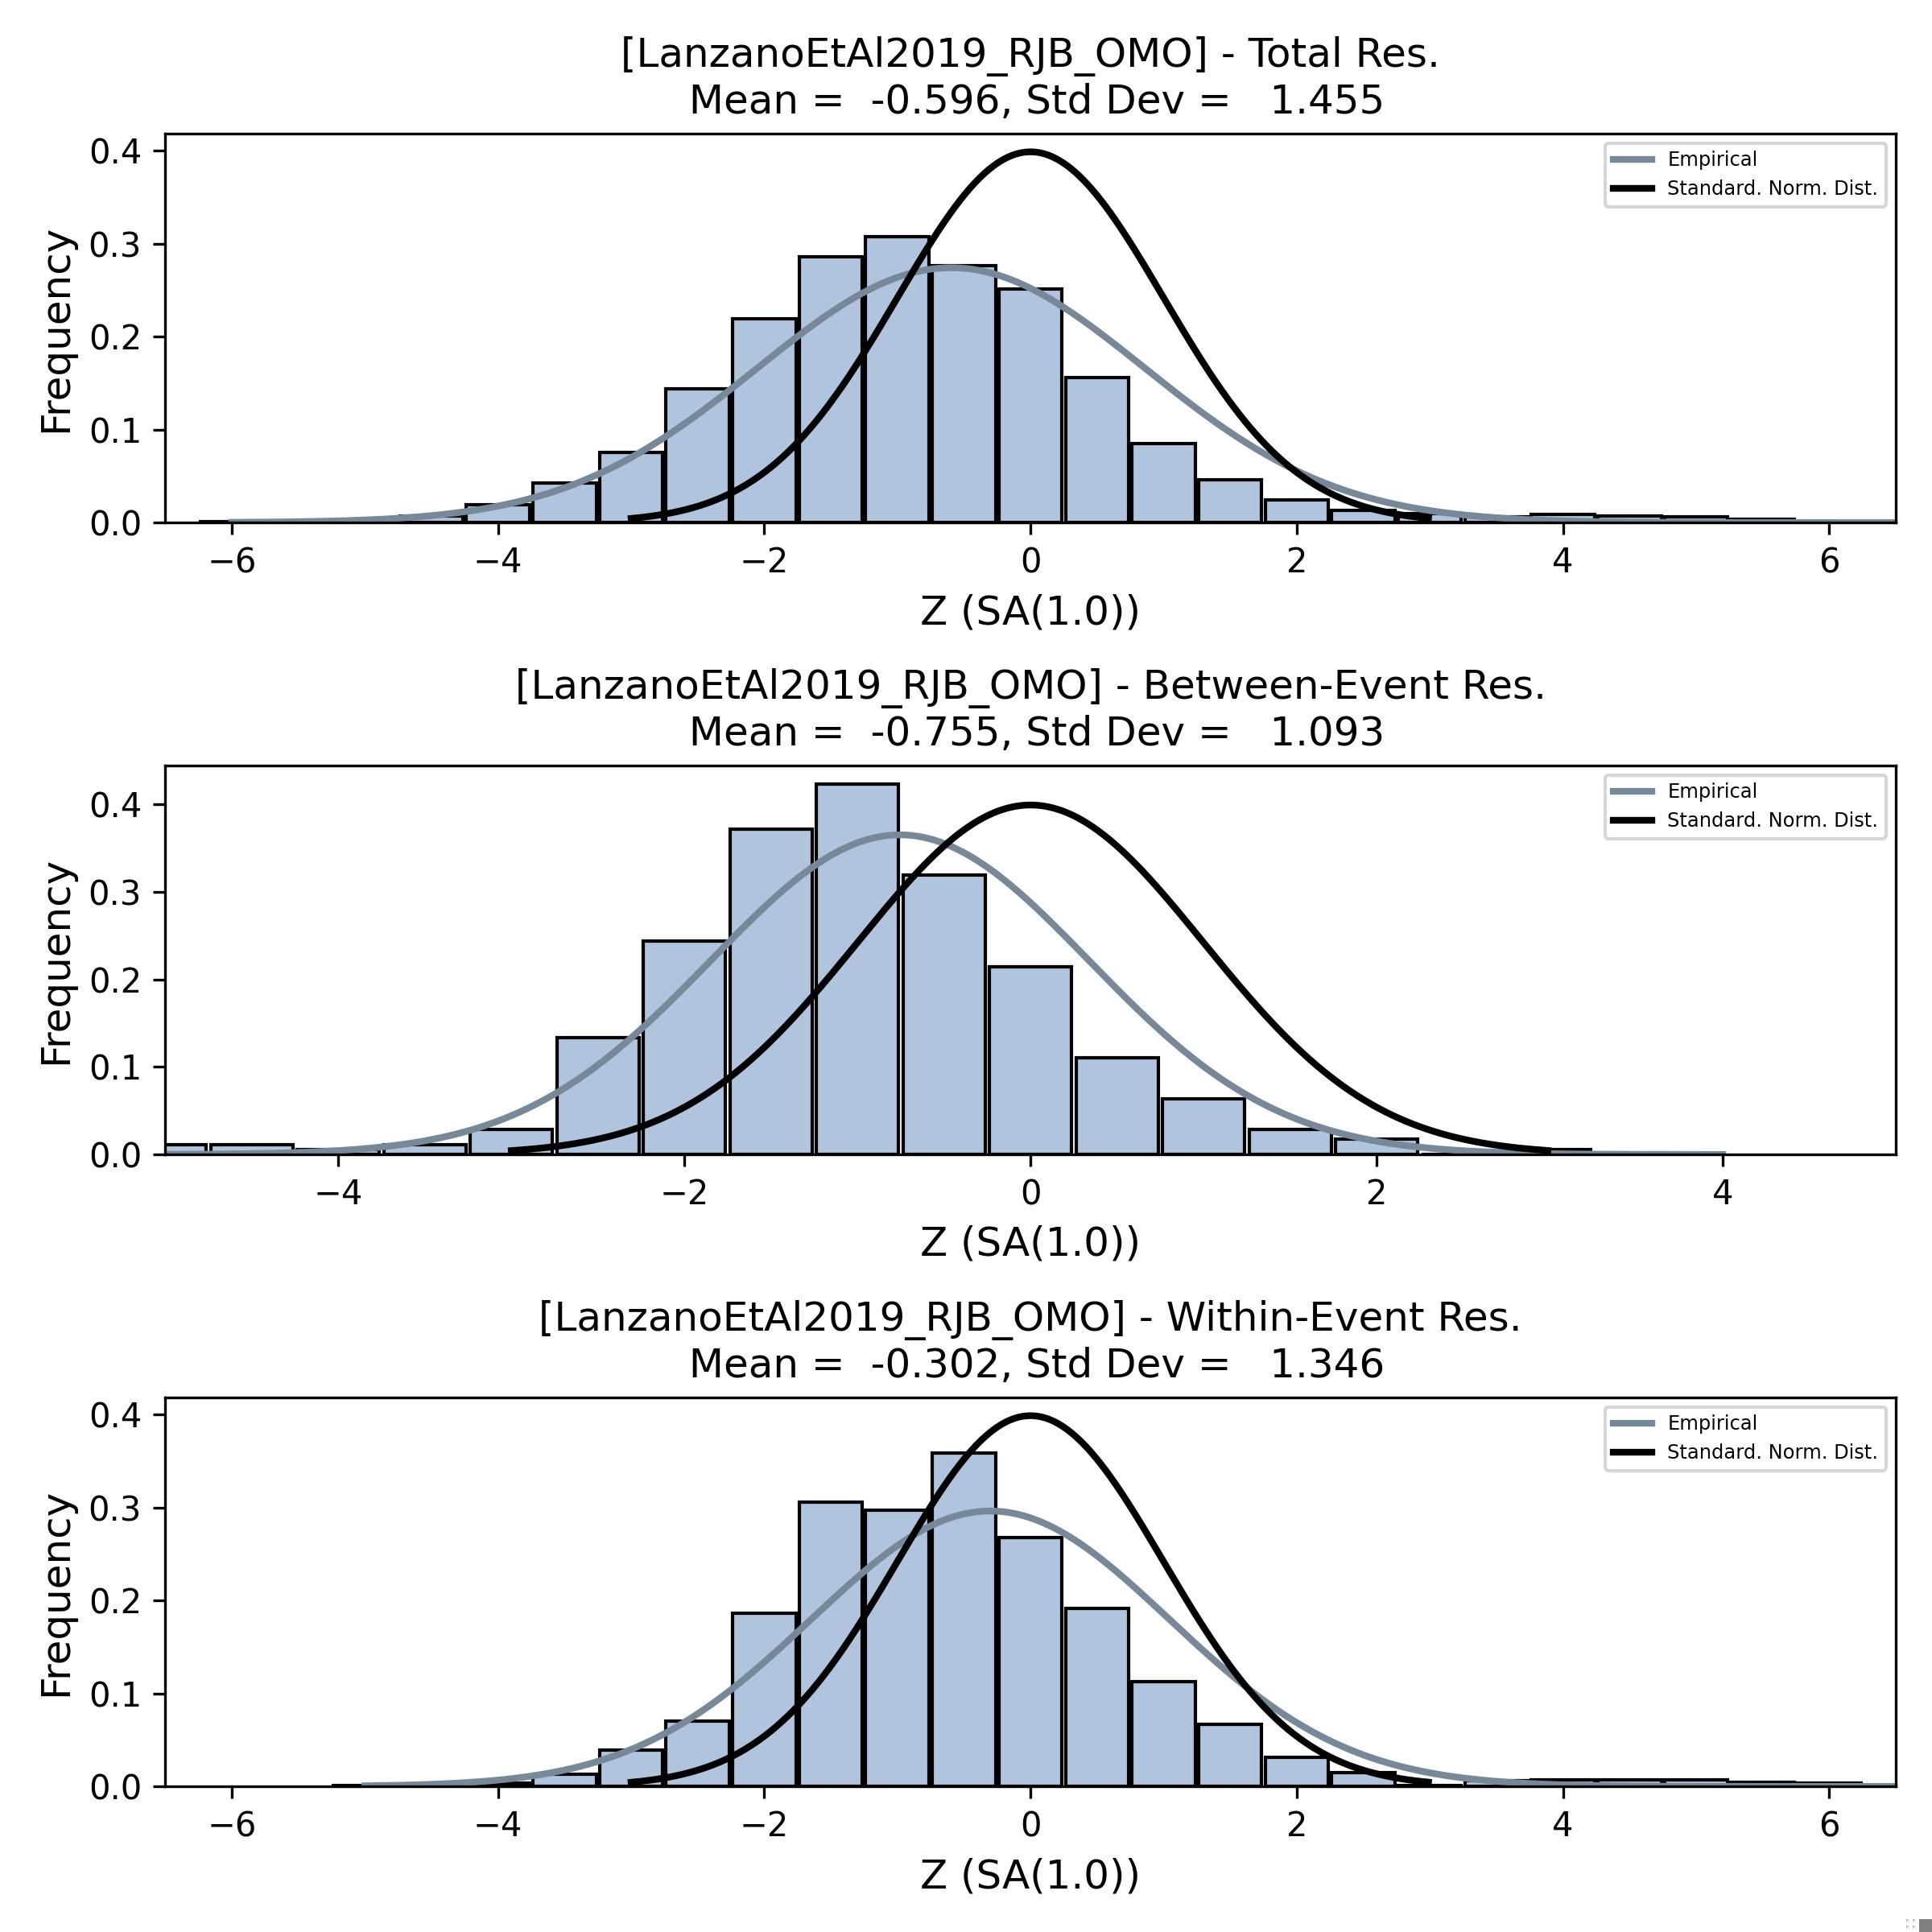 [LanzanoEtAl2019_RJB_OMO] - Total Res.
Mean =  -0.596, Std Dev =   1.455
Frequency
0.4
0.3
0.2
0.1
0.0
Empirical
Standard. Norm. Dist.
−6 −4 −2 0 2 4 6
Z (SA(1.0))
[LanzanoEtAl2019_RJB_OMO] - Between-Event Res.
Mean =  -0.755, Std Dev =   1.093
Frequency
0.4
0.3
0.2
0.1
0.0
Empirical
Standard. Norm. Dist.
−4 −2 0 2 4
Z (SA(1.0))
[LanzanoEtAl2019_RJB_OMO] - Within-Event Res.
Mean =  -0.302, Std Dev =   1.346
Frequency
0.4
0.3
0.2
0.1
0.0
Empirical
Standard. Norm. Dist.
−6 −4 −2 0 2 4 6
Z (SA(1.0))